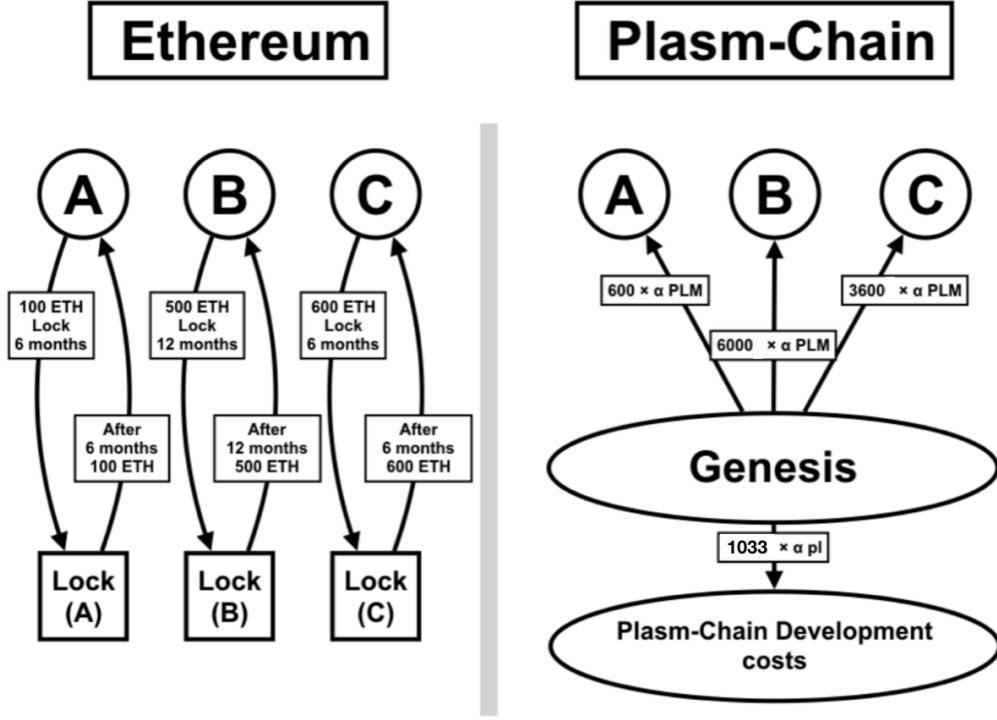 Ethereum
Plasm-Chain
A
B
C
A
B
C
100 ETH
Lock
6 months
500 ETH
Lock
12 months
600 ETH
Lock
6 months
600 × α PLM
3600 × α PLM
6000 × α PLM
After
6 months
100 ETH
After
12 months
500 ETH
After
6 months
600 ETH
Genesis
1033 × α pl
Lock
(A)
Lock
(B)
Lock
(C)
Plasm-Chain Development
costs